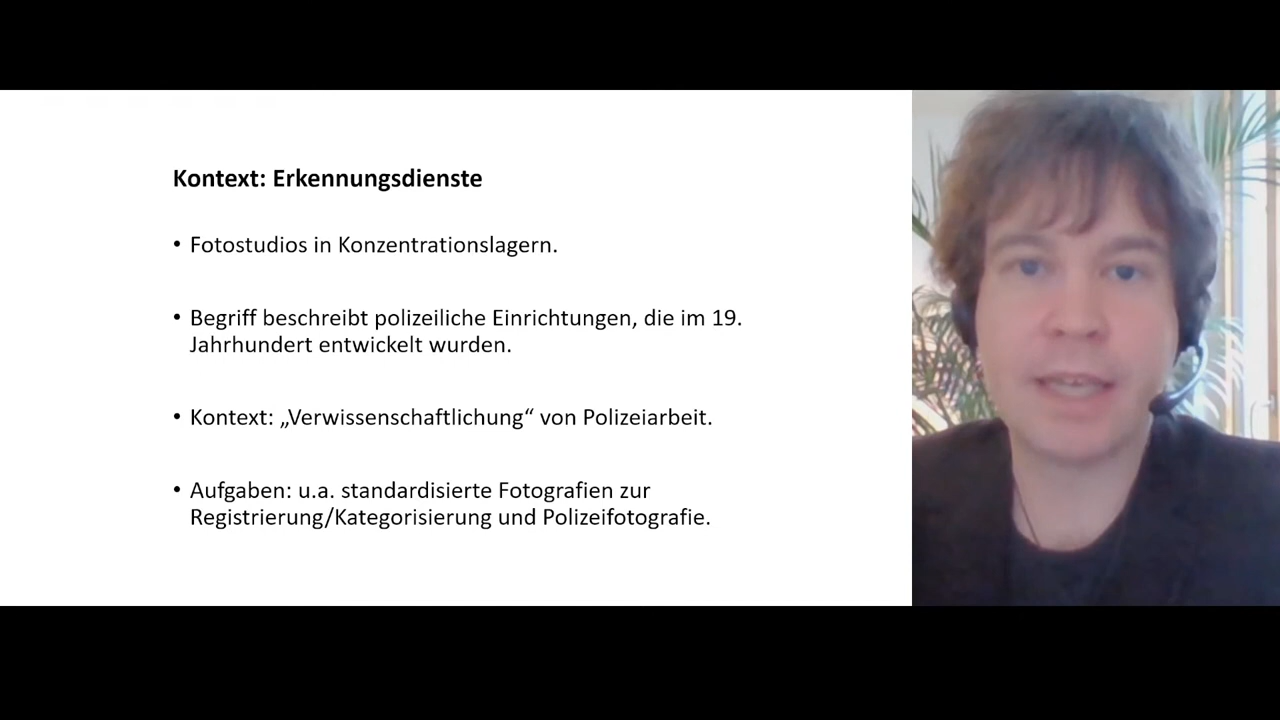 Kontext: Erkennungsdienste
• Fotostudios in Konzentrationslagern.
• Begriff beschreibt polizeiliche Einrichtungen, die im 19.
Jahrhundert entwickelt wurden.
• Kontext: „Verwissenschaftlichung“ von Polizeiarbeit.
• Aufgaben: u.a. standardisierte Fotografien zur
Registrierung/Kategorisierung und Polizeifotografie.